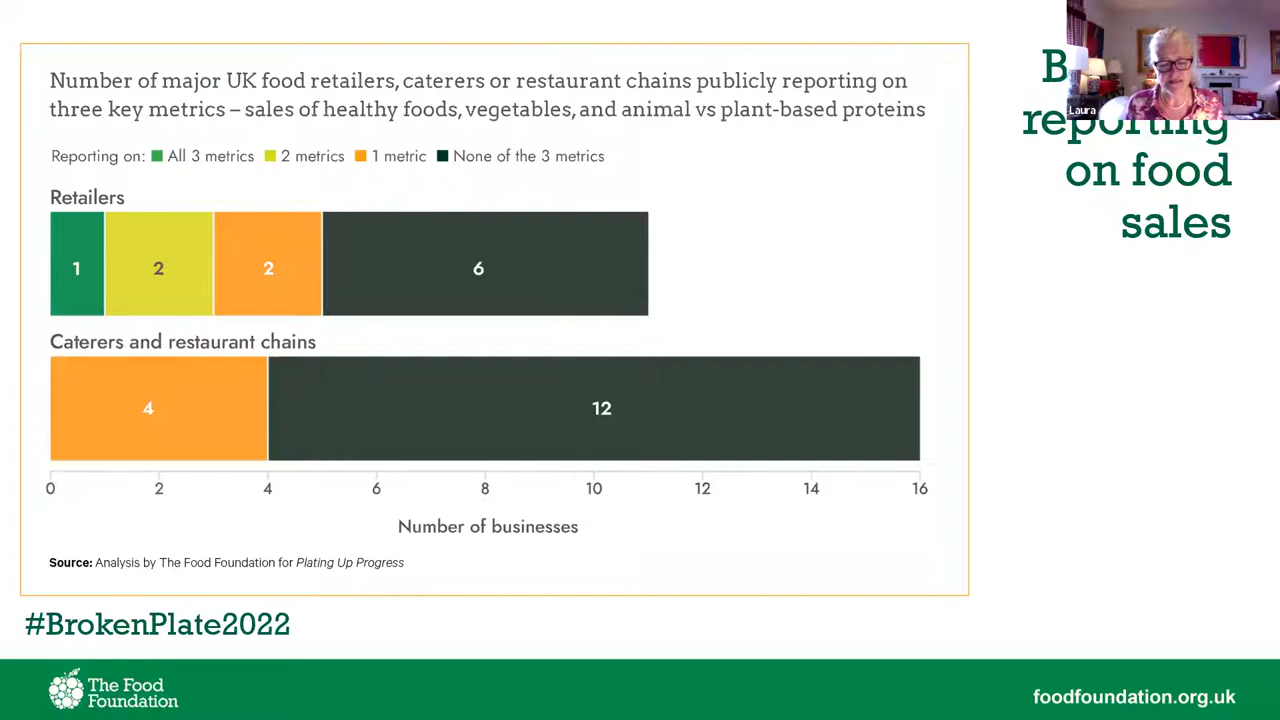 Number of major UK food retailers, caterers or restaurant chains publicly reporting on
three key metrics – sales of healthy foods, vegetables, and animal vs plant-based proteins
Reporting on: All 3 metrics 2 metrics 1 metric None of the 3 metrics
Retailers
1 2 2 6
Caterers and restaurant chains
4 12
0 2 4 6 8 10 12 14 16
Number of businesses
Source: Analysis by The Food Foundation for Plating Up Progress
Laura
reporting
on food
sales
#BrokenPlate2022
The Food
Foundation
foodfoundation.org.uk